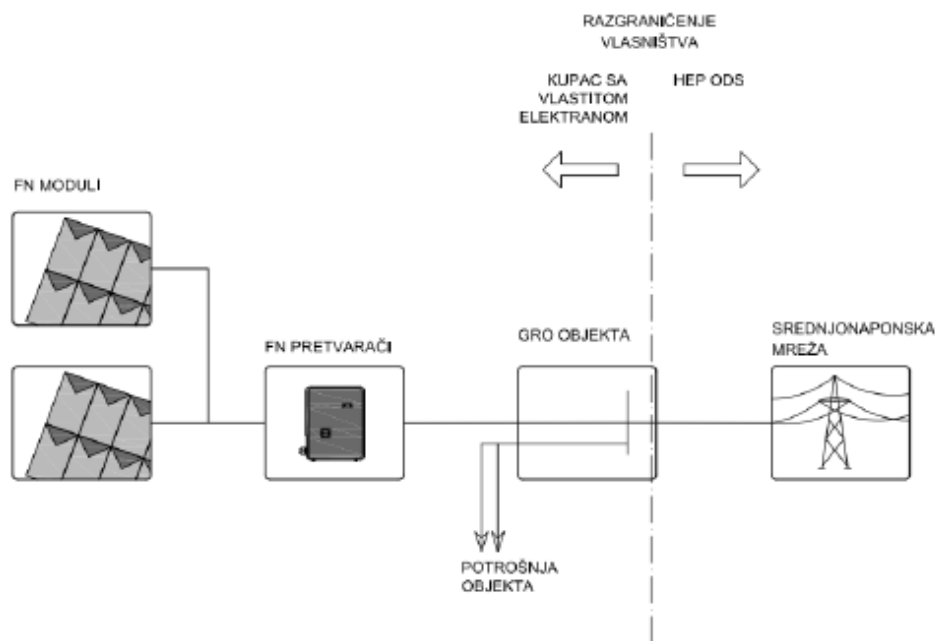 RAZGRANIČENJE
VLASNIŠTVA
KUPAC SA
VLASTITOM
ELEKTRANOM
HEP ODS
FN MODULI
FN PRETVARAČI
GRO OBJEKTA
SREDNJONAPONSKA
MREŽA
POTROŠNJA
OBJEKTA